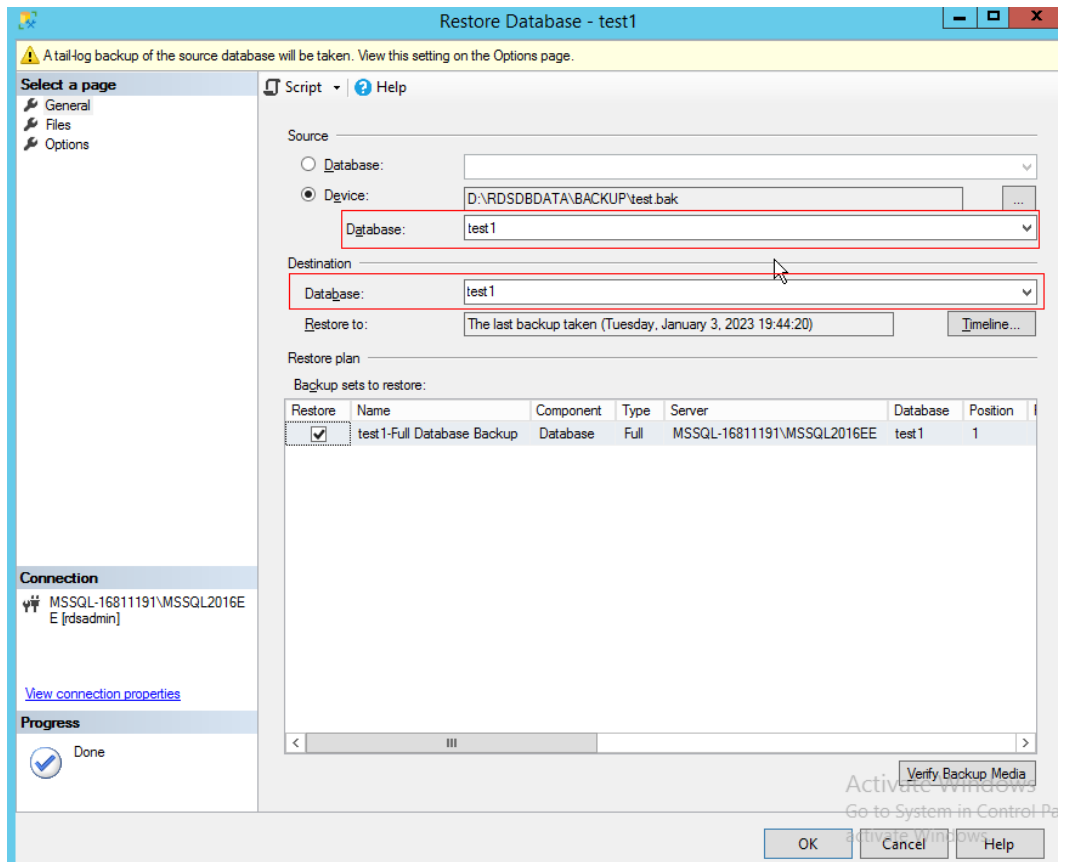 Restore Database - test1
A tail-log backup of the source database will be taken. View this setting on the Options page.
Select a page
General
Files
Options
Script
Help
Source
Database:
Device:
D:\RDSDBDATA\BACKUP\test.bak
...
Database:
test1
Destination
Database:
test1
Restore to:
The last backup taken (Tuesday, January 3, 2023 19:44:20)
Timeline...
Restore plan
Backup sets to restore:
Restore Name Component Type Server Database Position
test1-Full Database Backup Database Full MSSQL-16811191\MSSQL2016EE test1 1
Connection
MSSQL-16811191\MSSQL2016E
E [rdsadmin]
View connection properties
Progress
Done
Verify Backup Media
Activate Windows
Go to System in Control Pa
activate Windows.
OK
Cancel
Help